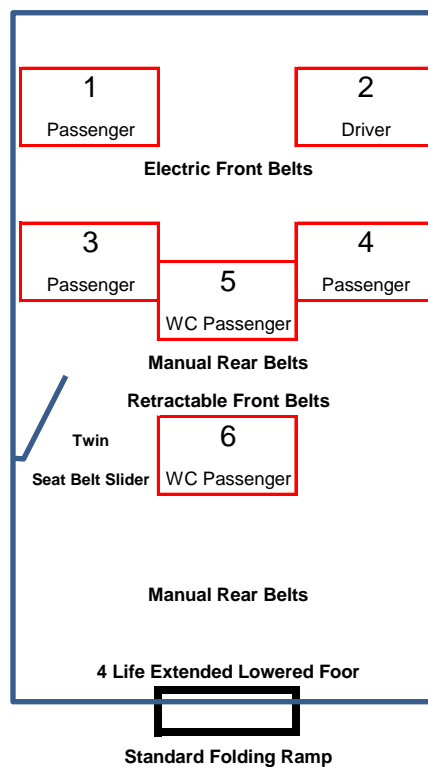 1 2
Passenger Driver
Electric Front Belts
3 4
Passenger Passenger
5
WC Passenger
Manual Rear Belts
Retractable Front Belts
6
Twin
Seat Belt Slider WC Passenger
Manual Rear Belts
4 Life Extended Lowered Foor
Standard Folding Ramp